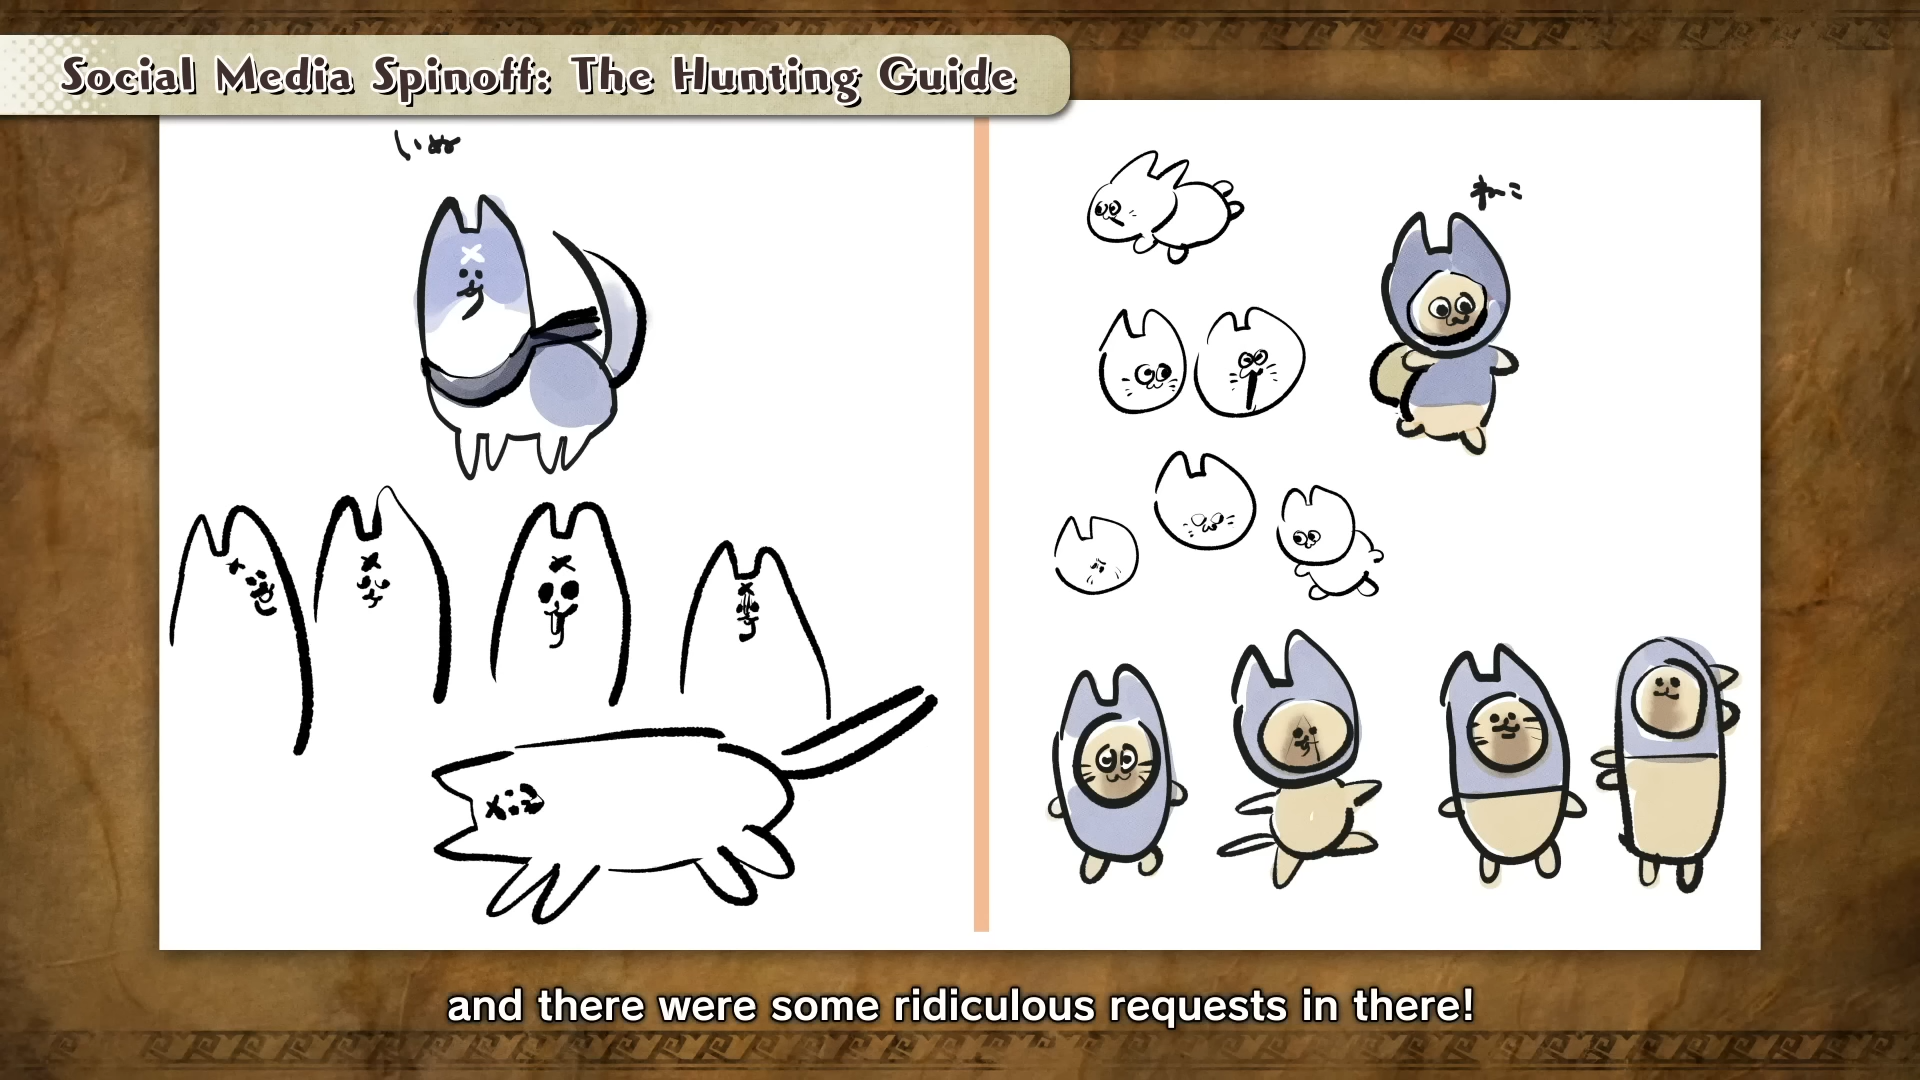 Social Media Spinoff: The Hunting Guide
いぬ
ねこ
and there were some ridiculous requests in there!